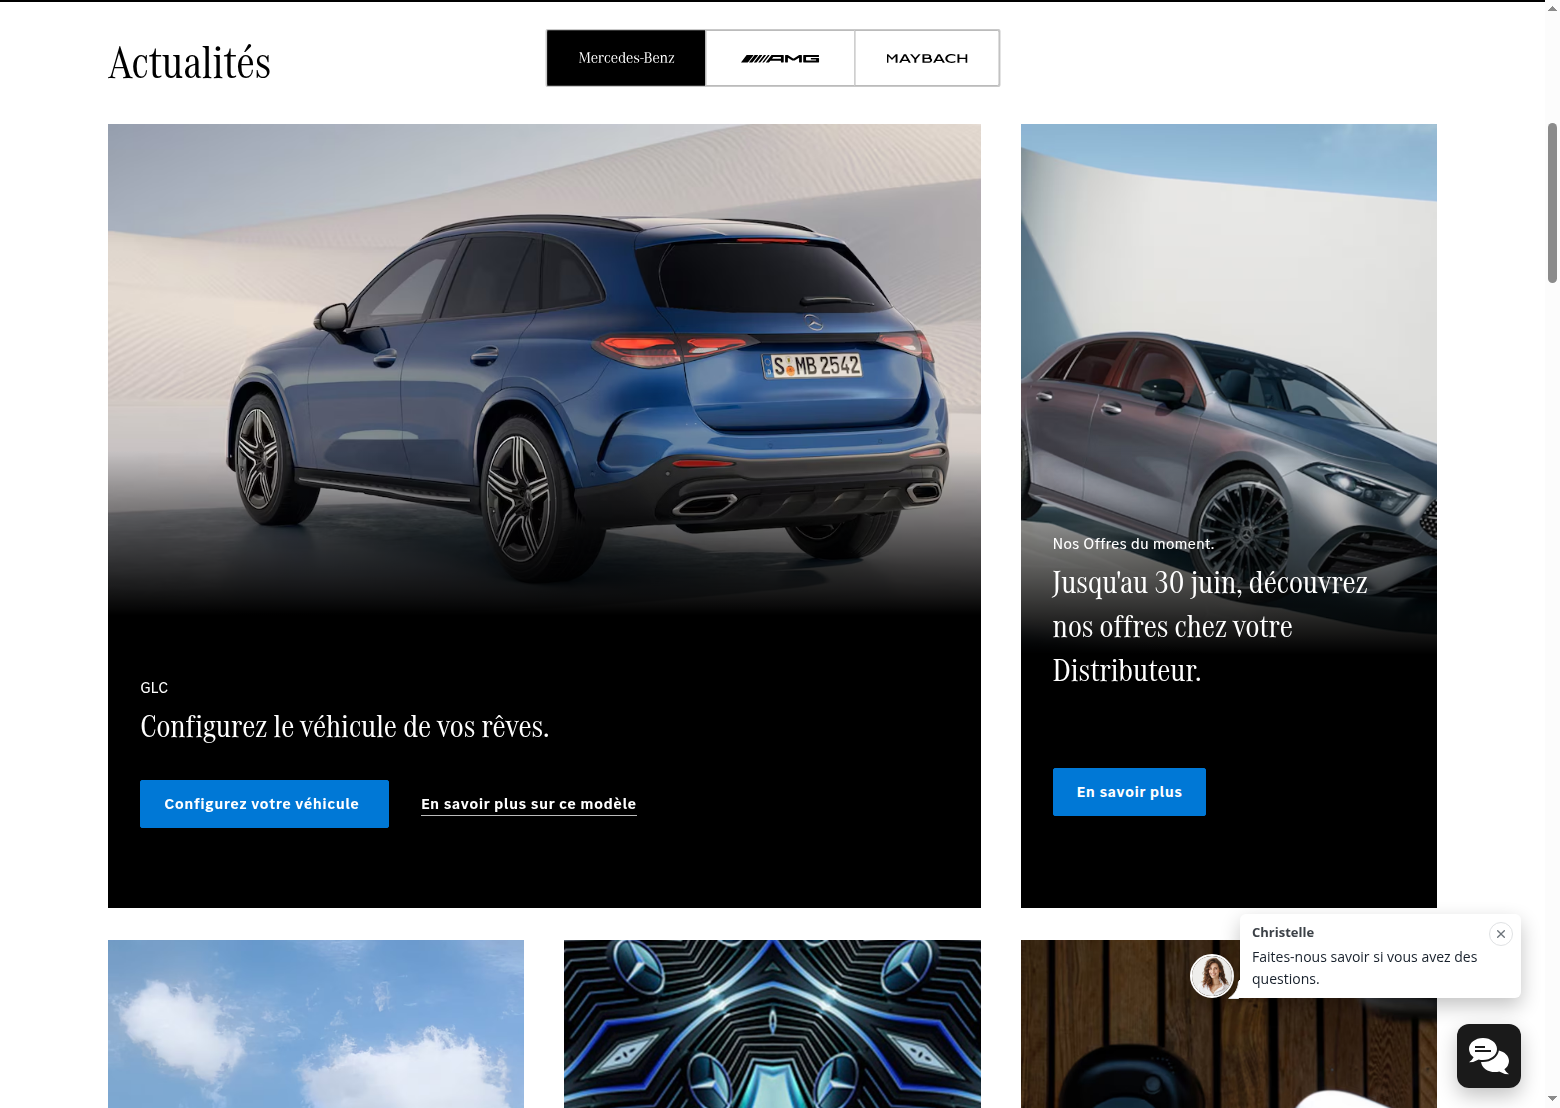 Actualités
Mercedes-Benz
AMG
MAYBACH
S MB 2542
GLC
Configurez le véhicule de vos rêves.
Configurez votre véhicule
En savoir plus sur ce modèle
Nos Offres du moment.
Jusqu'au 30 juin, découvrez
nos offres chez votre
Distributeur.
En savoir plus
Christelle
Faites-nous savoir si vous avez des
questions.